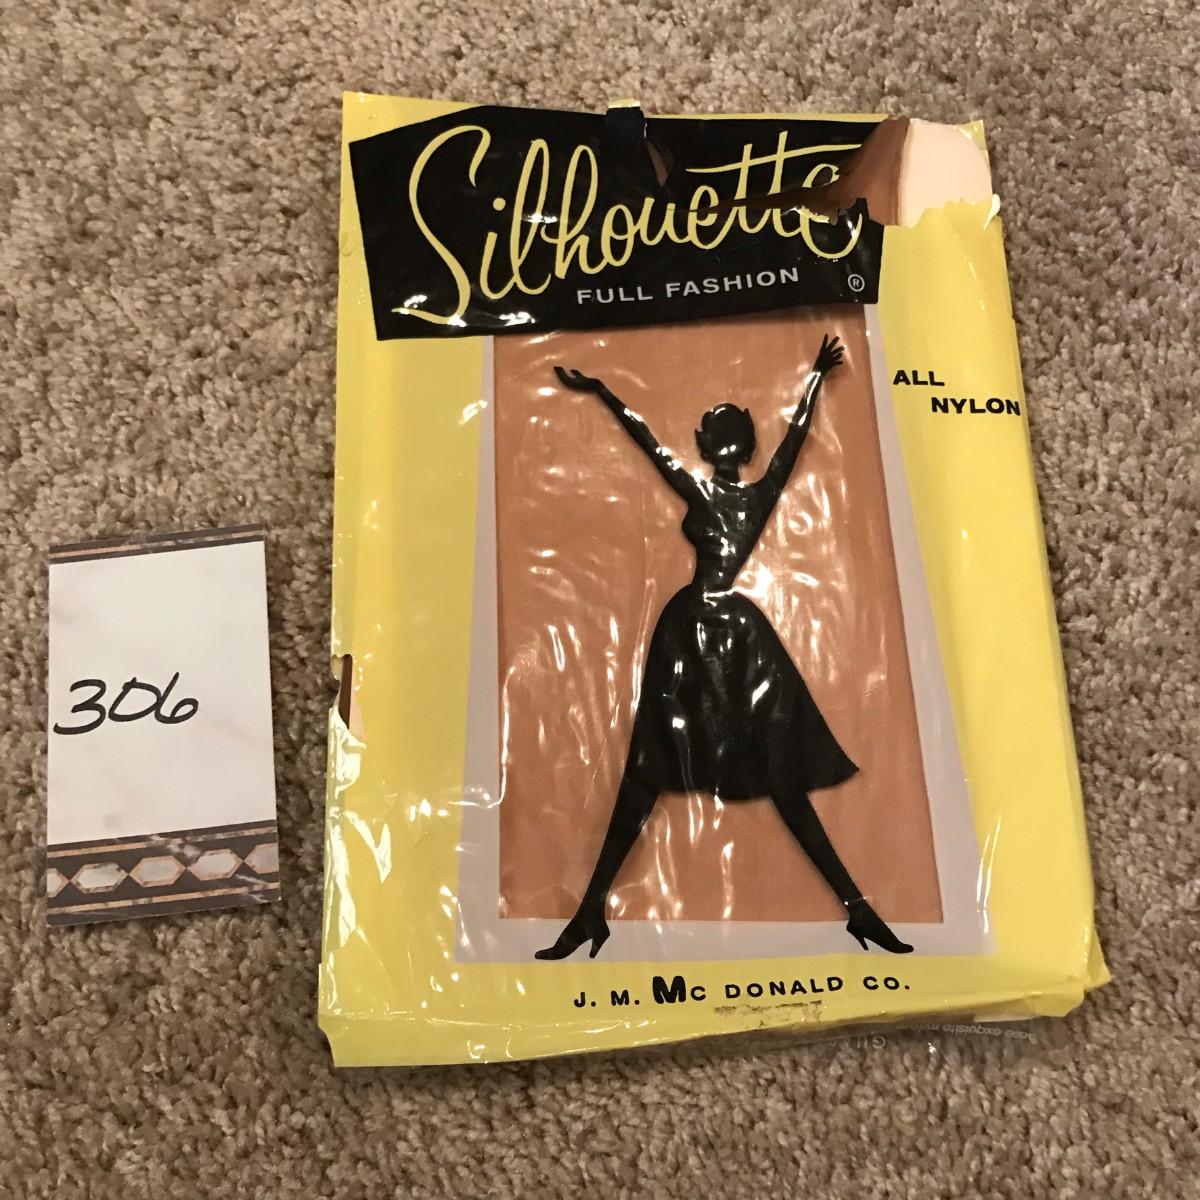 Silhouette
FULL FASHION ®
ALL
NYLON
306
J. M. Mc DONALD CO.